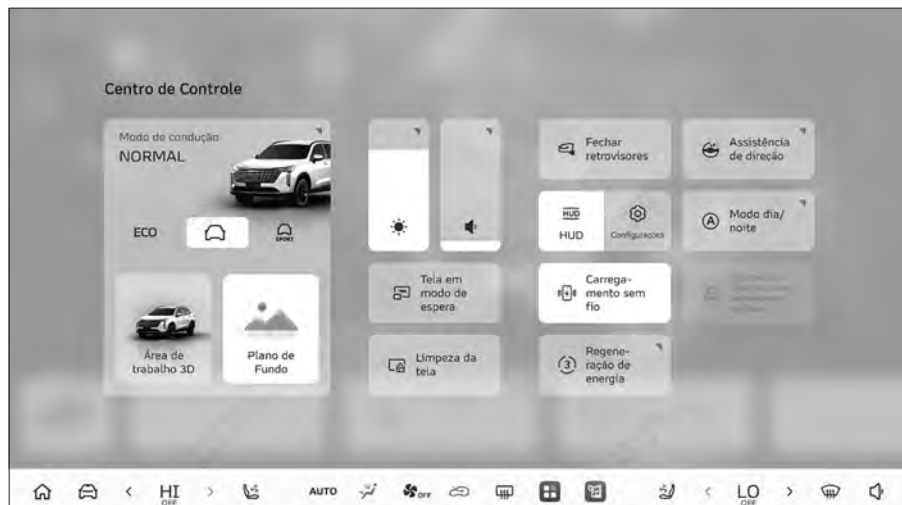 Centro de Controle
Modo de condução
NORMAL
ECO
SPORT
Área de
trabalho 3D
Plano de
Fundo
Tela em
modo de
espera
Limpeza da
tela
Fechar
retrovisores
Assistência
de direção
HUD
HUD
Configurações
A
Modo dia/
noite
Carrega-
mento sem
fio
3
Regene-
ração de
energia
HI
OFF
AUTO
OFF
LO
OFF